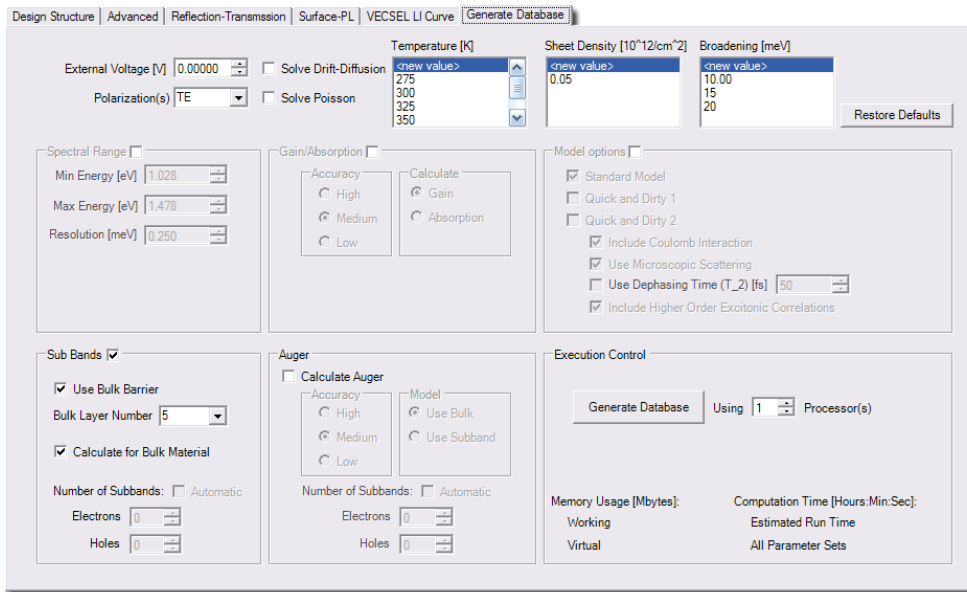 Design Structure Advanced Reflection-Transmssion Surface-PL VECSEL LI Curve Generate Database
Temperature [K] Sheet Density [10^12/cm^2] Broadening [meV]
External Voltage [V] 0.00000 Solve Drift-Diffusion
Polarization(s) TE Solve Poisson
<new value>
275
300
325
350
<new value>
0.05
<new value>
10.00
15
20
Restore Defaults
Spectral Range
Min Energy [eV] 1.028
Max Energy [eV] 1.478
Resolution [meV] 0.250
Gain/Absorption
Accuracy
High
Medium
Low
Calculate
Gain
Absorption
Model options
Standard Model
Quick and Dirty 1
Quick and Dirty 2
Include Coulomb Interaction
Use Microscopic Scattering
Use Dephasing Time (T_2) [fs] 50
Include Higher Order Excitonic Correlations
Sub Bands
Use Bulk Barrier
Bulk Layer Number 5
Calculate for Bulk Material
Number of Subbands: Automatic
Electrons 0
Holes 0
Auger
Calculate Auger
Accuracy
High
Medium
Low
Model
Use Bulk
Use Subband
Number of Subbands: Automatic
Electrons 0
Holes 0
Execution Control
Generate Database Using 1 Processor(s)
Memory Usage [Mbytes]: Computation Time [Hours:Min:Sec]:
Working Estimated Run Time
Virtual All Parameter Sets